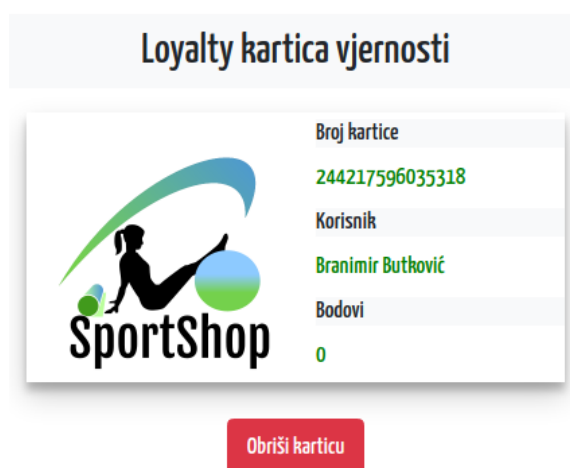 Loyalty kartica vjernosti
Broj kartice
244217596035318
Korisnik
Branimir Butković
Bodovi
0
SportShop
Obriši karticu